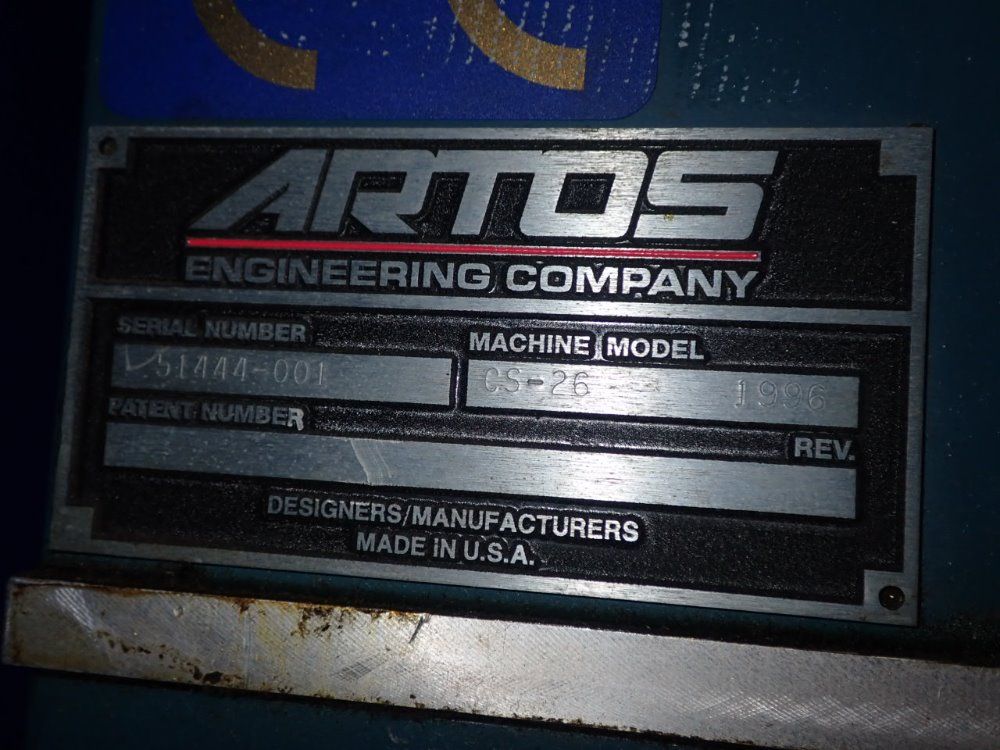 ARTOS
ENGINEERING COMPANY
SERIAL NUMBER
51444-001
MACHINE MODEL
CS-26 1996
PATENT NUMBER
REV.
DESIGNERS/MANUFACTURERS
MADE IN U.S.A.